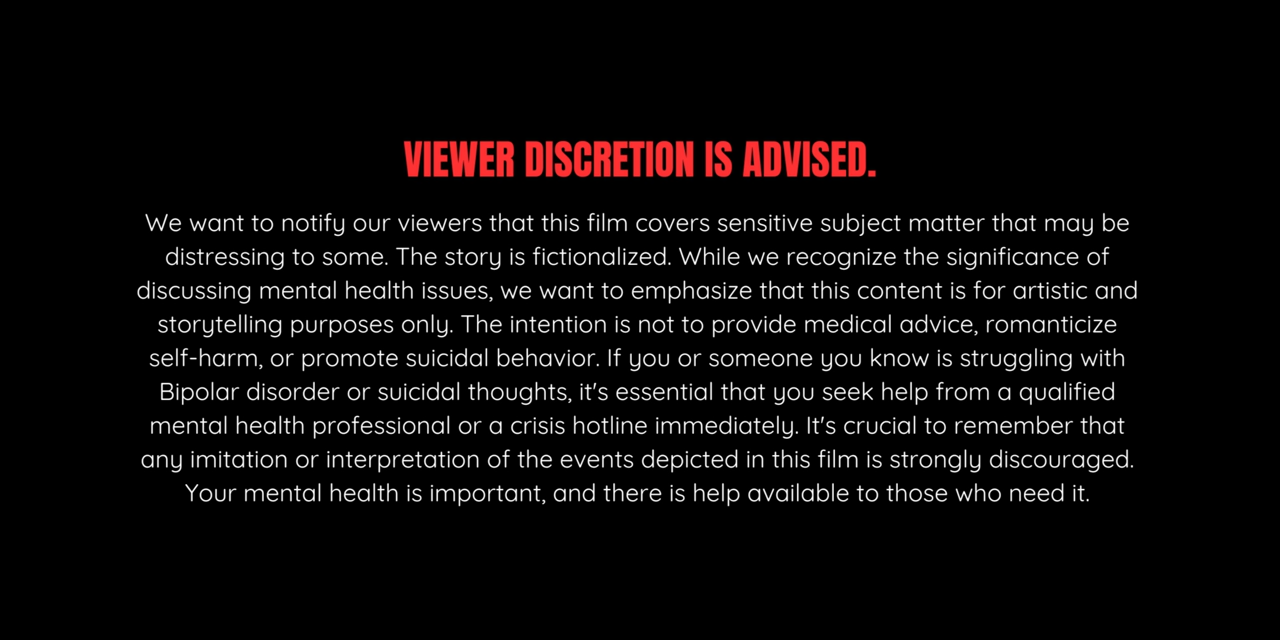 VIEWER DISCRETION IS ADVISED.
We want to notify our viewers that this film covers sensitive subject matter that may be
distressing to some. The story is fictionalized. While we recognize the significance of
discussing mental health issues, we want to emphasize that this content is for artistic and
storytelling purposes only. The intention is not to provide medical advice, romanticize
self-harm, or promote suicidal behavior. If you or someone you know is struggling with
Bipolar disorder or suicidal thoughts, it's essential that you seek help from a qualified
mental health professional or a crisis hotline immediately. It's crucial to remember that
any imitation or interpretation of the events depicted in this film is strongly discouraged.
Your mental health is important, and there is help available to those who need it.